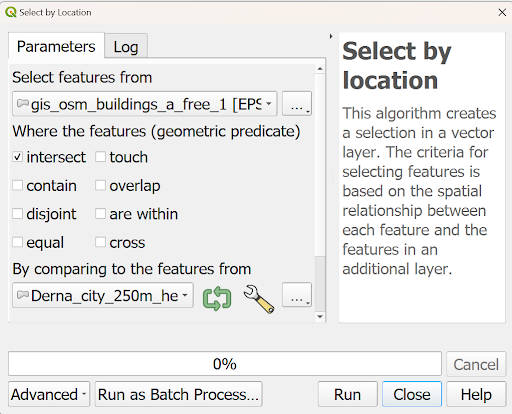 Select by Location
Parameters
Log
Select features from
gis_osm_buildings_a_free_1 [EPS
...
Where the features (geometric predicate)
intersect
touch
contain
overlap
disjoint
are within
equal
cross
By comparing to the features from
Derna_city_250m_he
...
Select by
location
This algorithm creates
a selection in a vector
layer. The criteria for
selecting features is
based on the spatial
relationship between
each feature and the
features in an
additional layer.
0%
Cancel
Advanced
Run as Batch Process...
Run
Close
Help